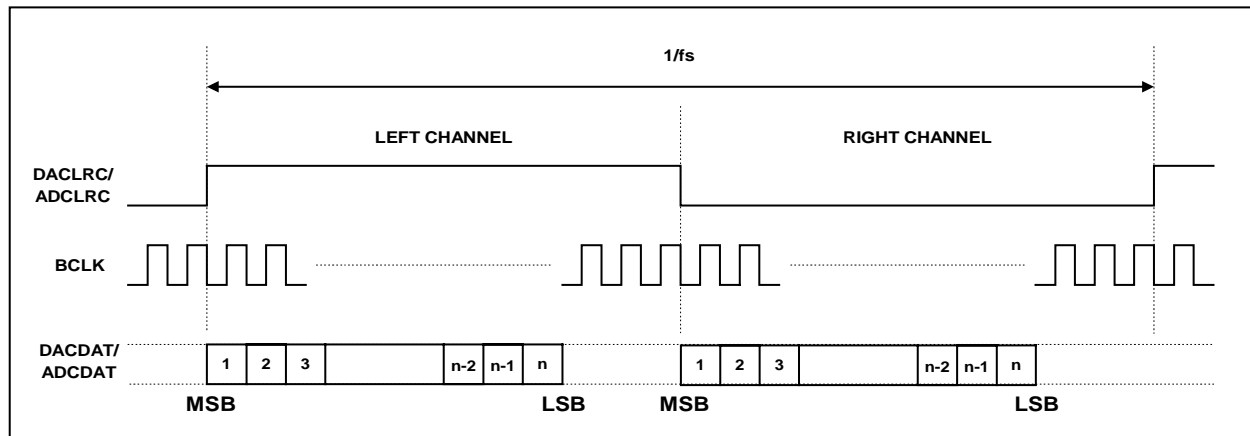 1/fs
LEFT CHANNEL
RIGHT CHANNEL
DACLRC/
ADCLRC
BCLK
DACDAT/
ADCDAT
1 2 3 n-2 n-1 n 1 2 3 n-2 n-1 n
MSB LSB MSB LSB